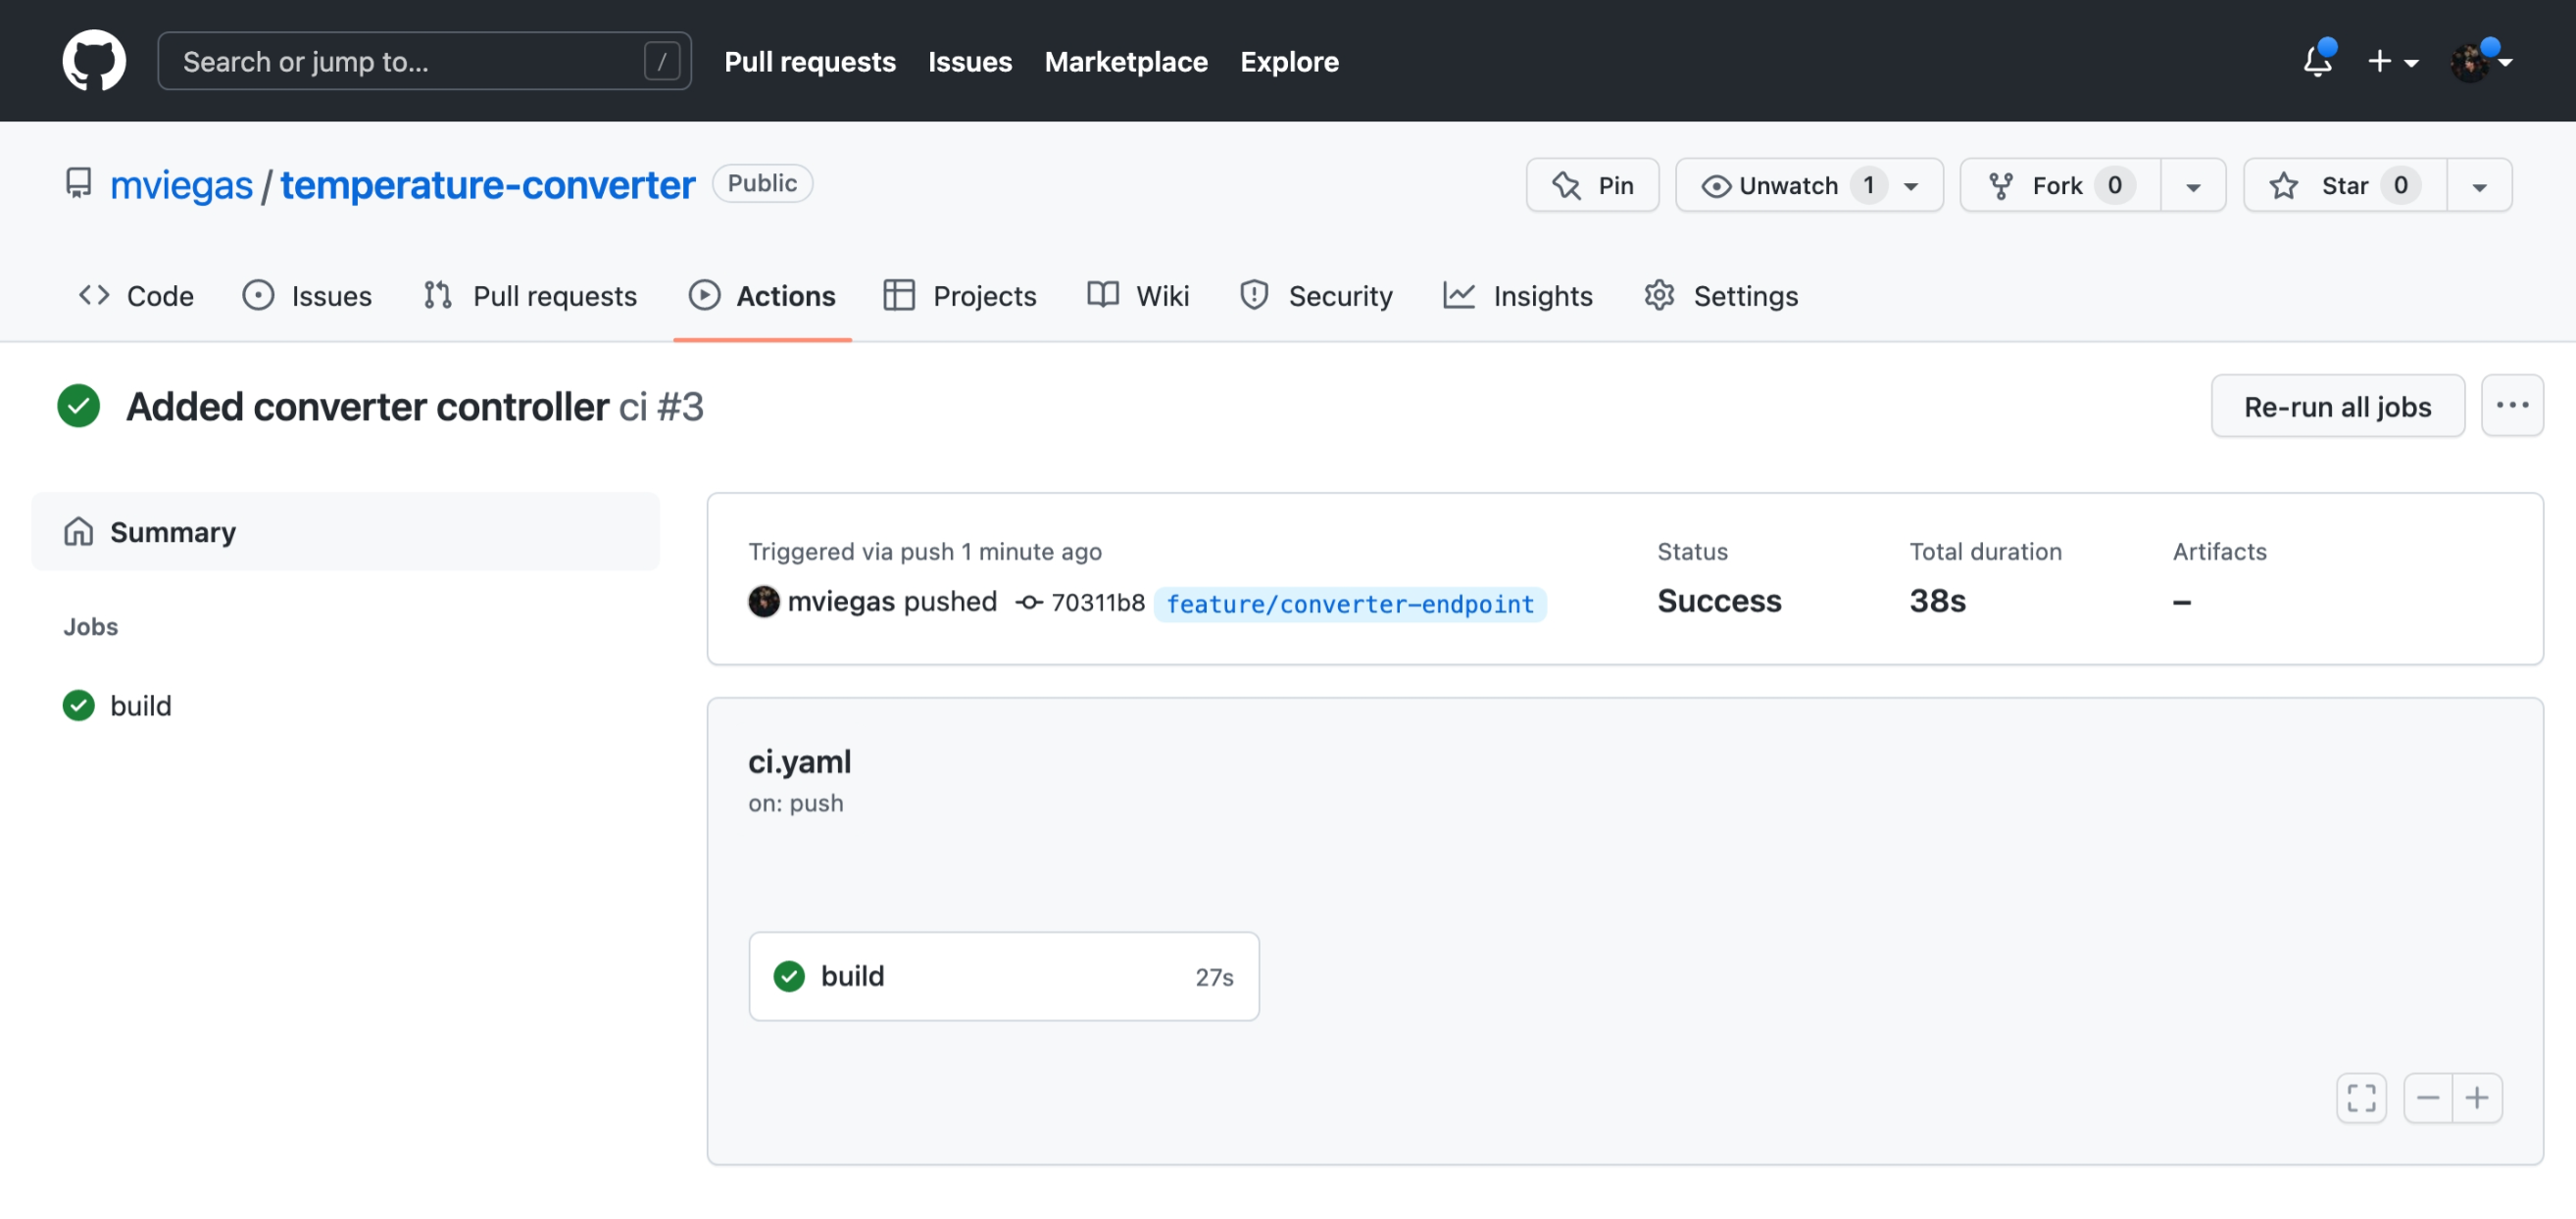 Search or jump to... / Pull requests Issues Marketplace Explore
mviegas / temperature-converter Public Pin Unwatch 1 Fork 0 Star 0
Code Issues Pull requests Actions Projects Wiki Security Insights Settings
Added converter controller ci #3 Re-run all jobs ...
Summary
Jobs
build
Triggered via push 1 minute ago Status Total duration Artifacts
mviegas pushed 70311b8 feature/converter-endpoint Success 38s –
ci.yaml
on: push
build 27s